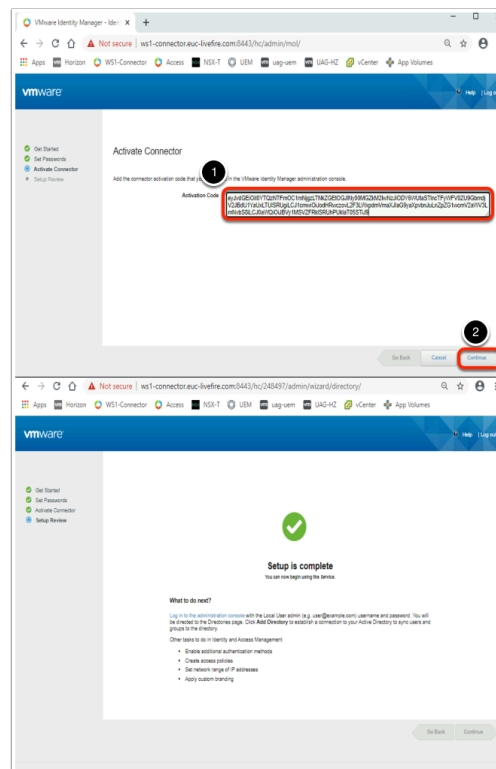 VMware Identity Manager - Iden X +
Not secure | ws1-connector.euc-livefire.com:8443/hc/admin/mol/
Apps Horizon WS1-Connector Access NSX-T UEM uag-uem UAG-HZ vCenter App Volumes
vmware
Help | Log o
Get Started
Set Passwords
Activate Connector
Setup Review
Activate Connector
1
Add the connector activation code that yo in the VMware Identity Manager administration console.
Activation Code
2
Go Back Cancel Continue
Not secure | ws1-connector.euc-livefire.com:8443/hc/248497/admin/wizard/directory/
Apps Horizon WS1-Connector Access NSX-T UEM uag-uem UAG-HZ vCenter App Volumes
vmware
Help | Log out
Get Started
Set Passwords
Activate Connector
Setup Review
Setup is complete
You can now begin using the service.
What to do next?
Log in to the administration console with the Local User admin (e.g. user@example.com) username and password. You will
be directed to the Directories page. Click Add Directory to establish a connection to your Active Directory to sync users and
groups to the directory.
Other tasks to do in Identity and Access Management
• Enable additional authentication methods
• Create access policies
• Set network range of IP addresses
• Apply custom branding
Go Back Continue